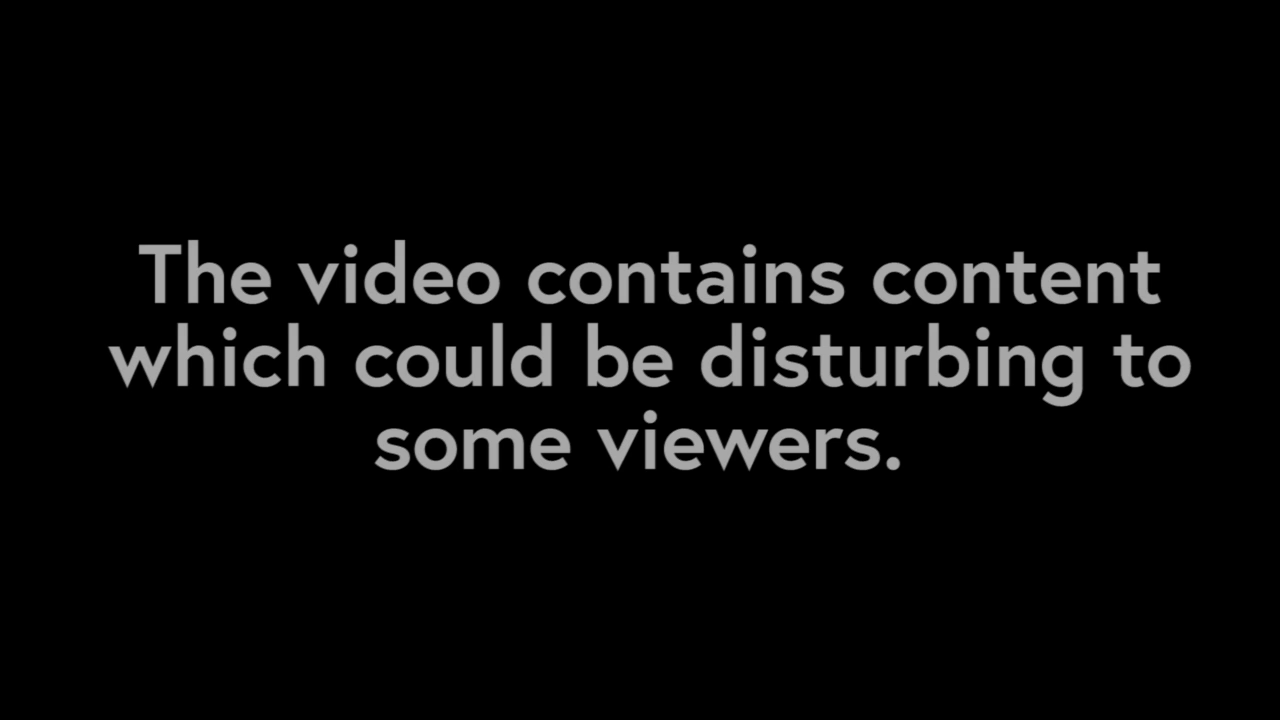 The video contains content
which could be disturbing to
some viewers.